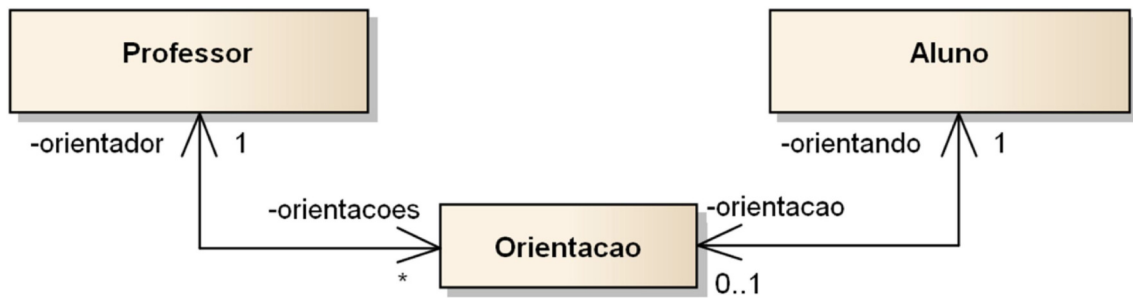 Professor
Aluno
-orientador 1
-orientando 1
-orientacoes
-orientacao
Orientacao
*
0..1